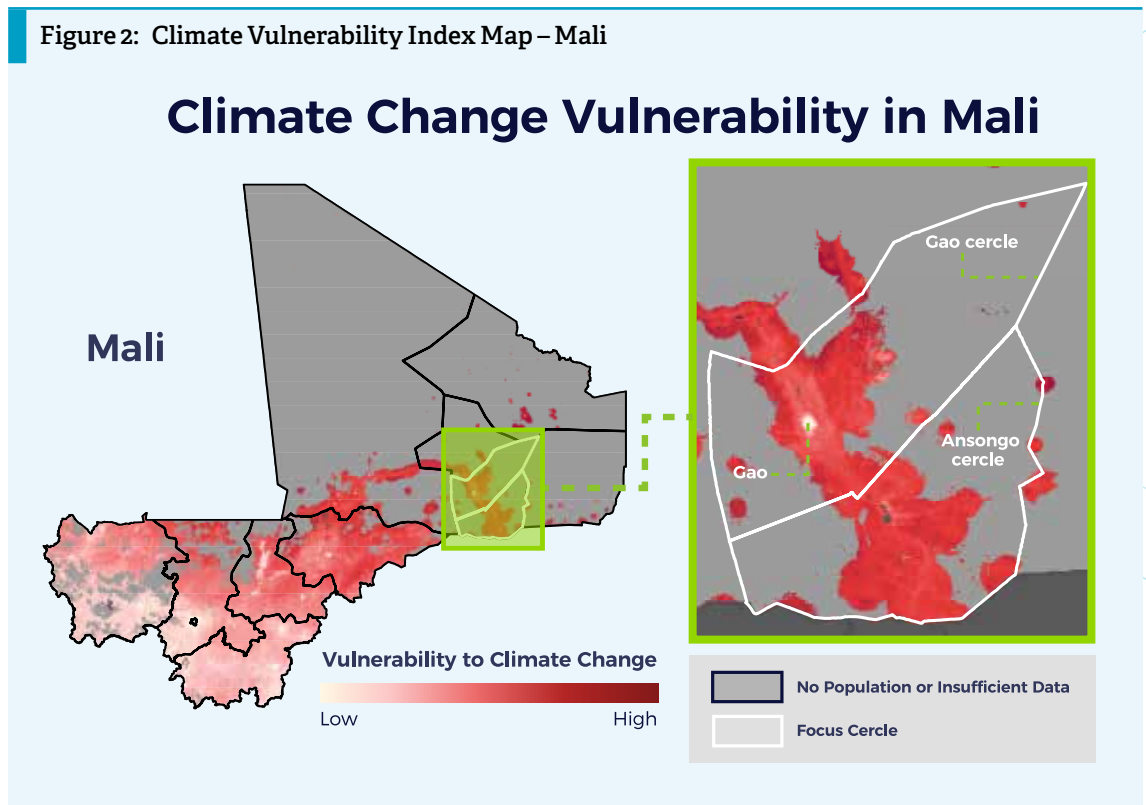 Figure 2: Climate Vulnerability Index Map – Mali
Climate Change Vulnerability in Mali
Mali
Gao cercle
Gao
Ansongo
cercle
Vulnerability to Climate Change
Low
High
No Population or Insufficient Data
Focus Cercle